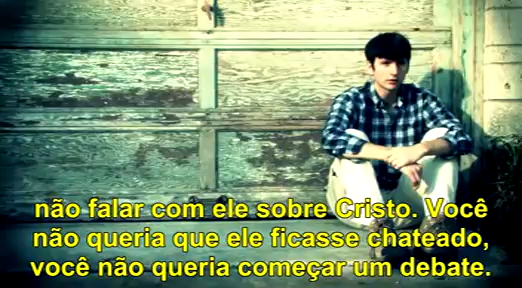 não falar com ele sobre Cristo. Você
não queria que ele ficasse chateado,
você não queria começar um debate.